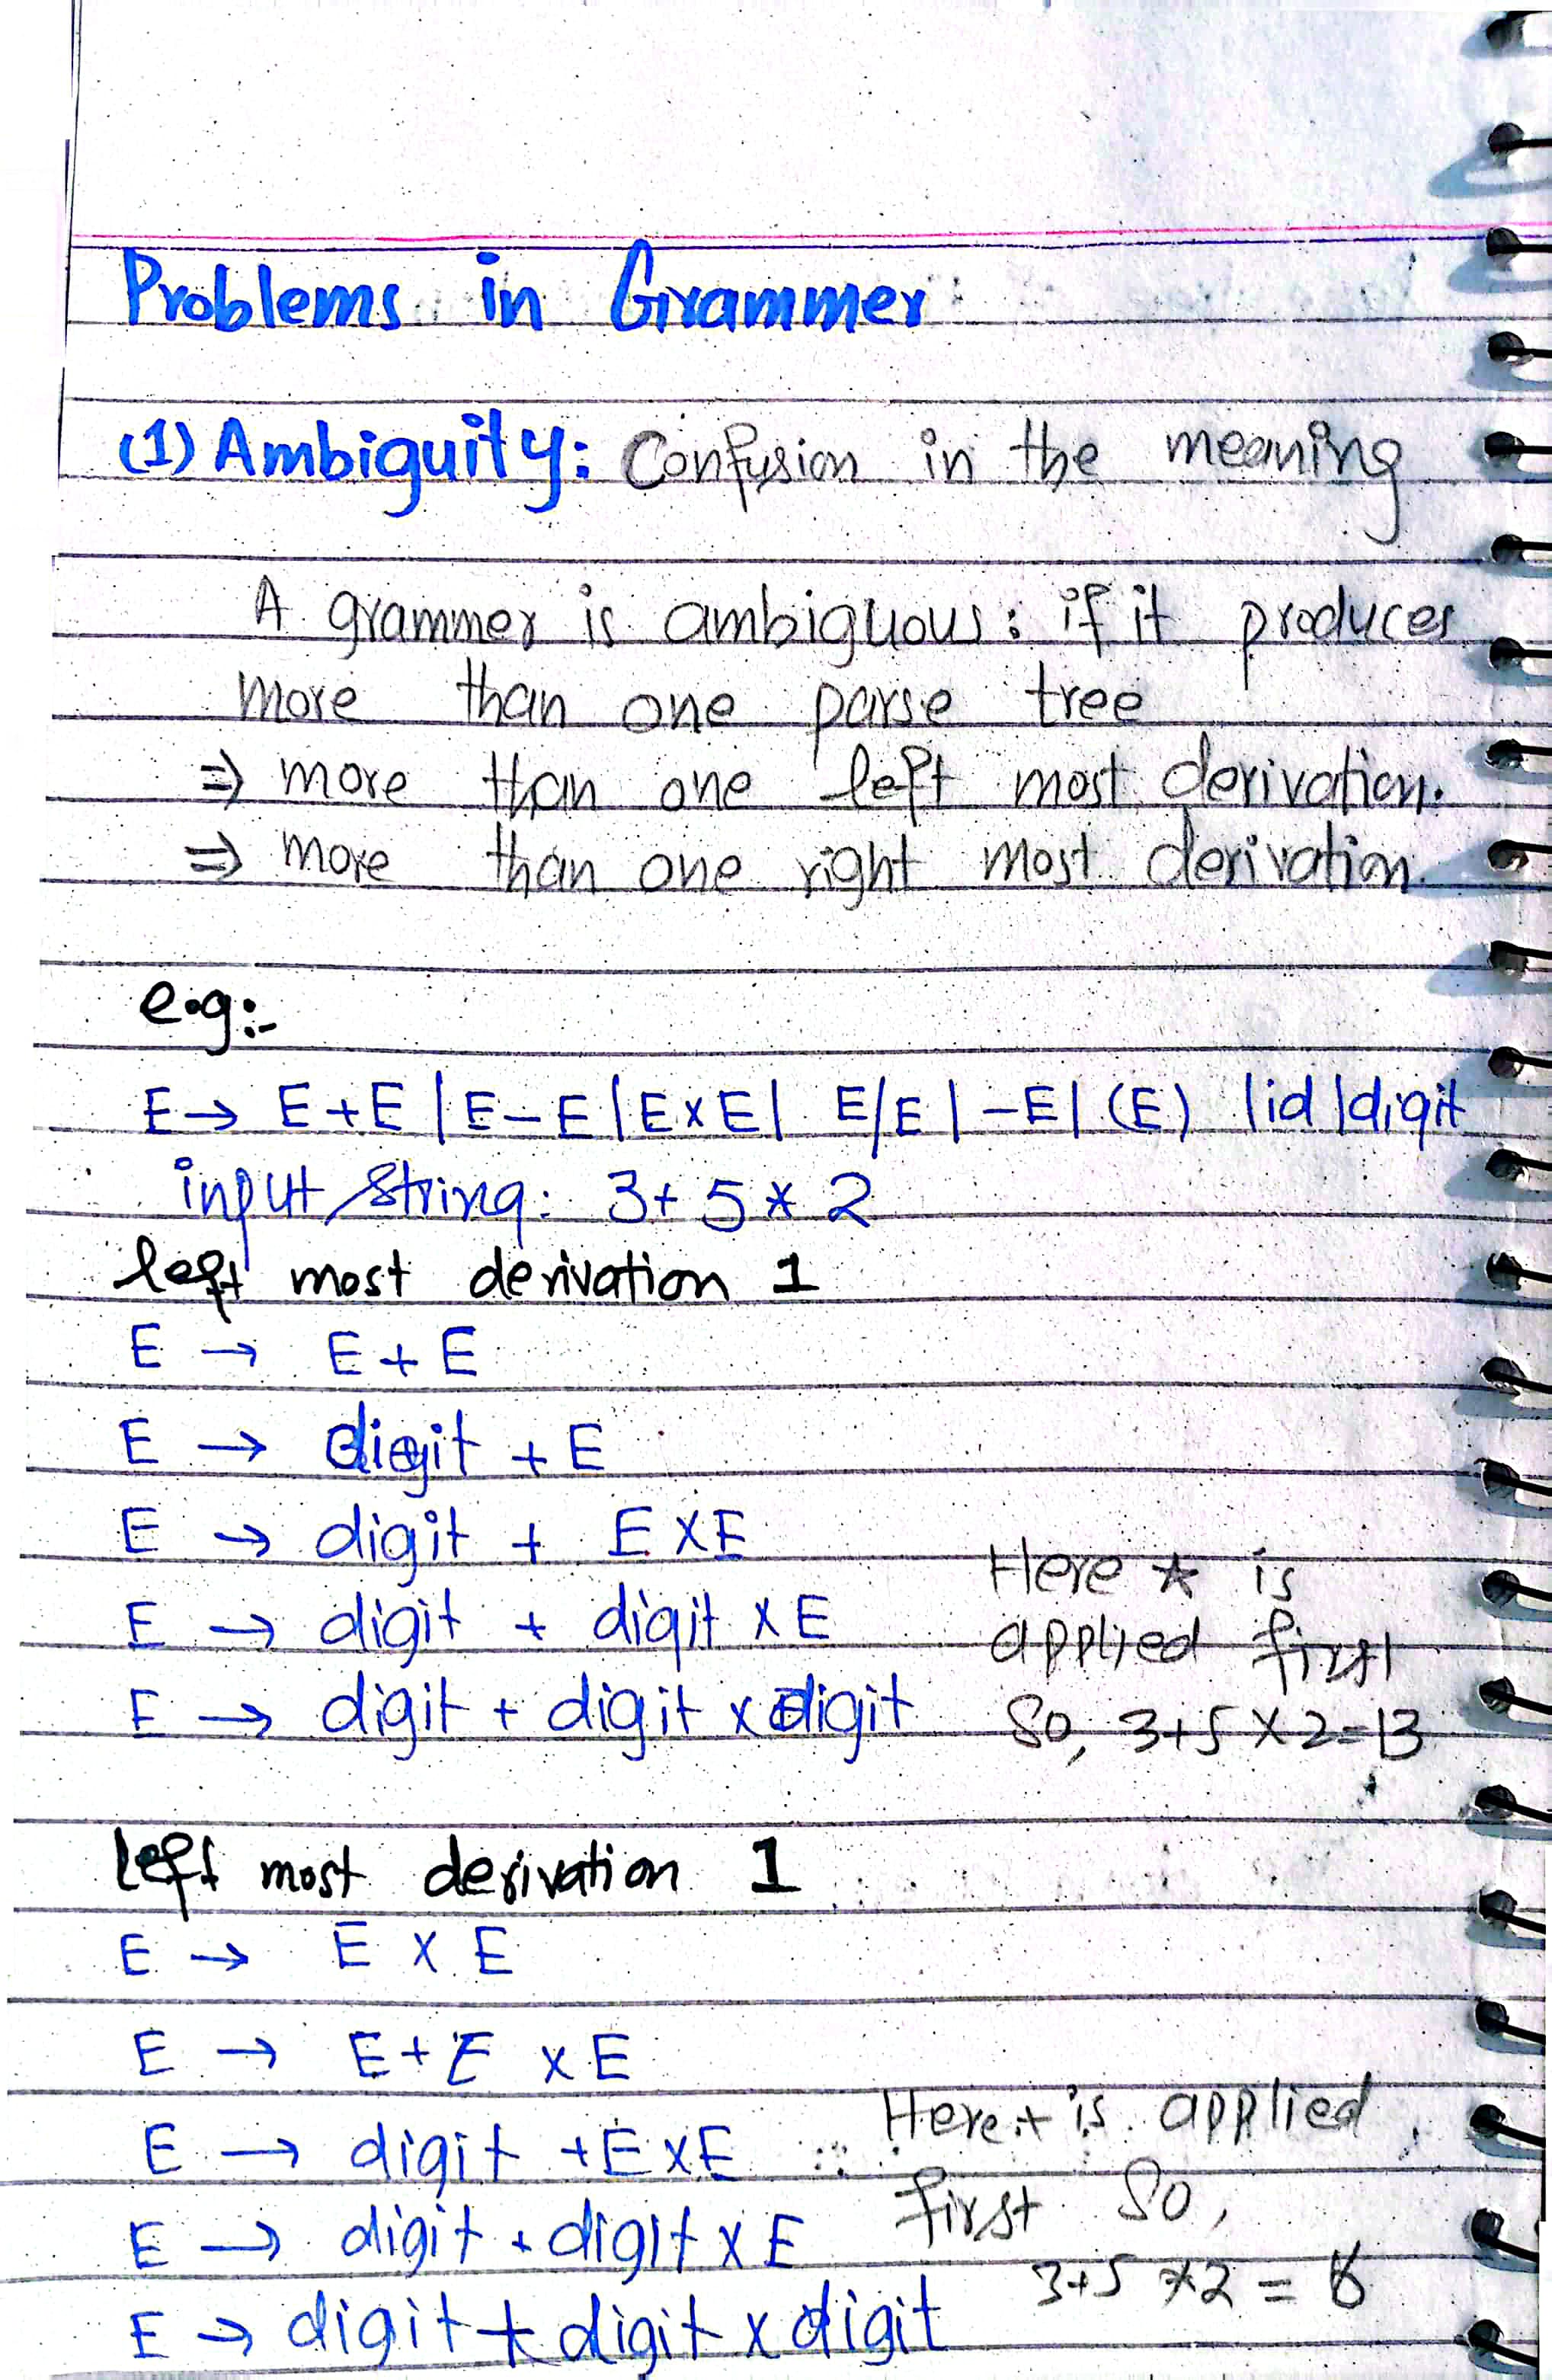 Problems in Grammer
(1) Ambiguity: Confusion in the meaning
A grammer is ambiguous: if it produces
more than one parse tree
⇒ more than one left most derivation.
⇒ more than one right most derivation.
e.g:-
E → E+E | E-E | E×E | E/E | -E | (E) | id | digit
input string: 3+5*2
left most derivation 1
E → E+E
E → digit + E
E → digit + E×E
E → digit + digit × E
E → digit + digit × digit
Here * is
applied first
So, 3+5×2=13
left most derivation 1
E → E × E
E → E+E × E
E → digit +E×E
E → digit + digit × E
E → digit + digit × digit
Here + is applied
first So,
3+5 *2 =